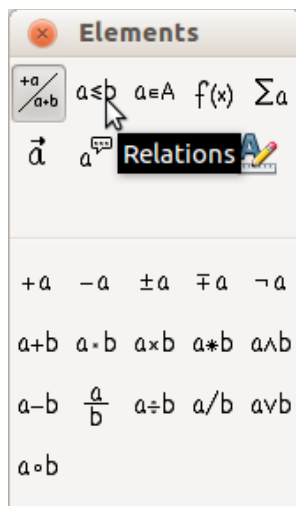 Elements
+a/a+b a≤b a∈A f(x) Σa
a⃗ a Relations
+a −a ±a ∓a ¬a
a+b a·b a×b a∗b a∧b
a−b a/b a÷b a/b a∨b
a∘b